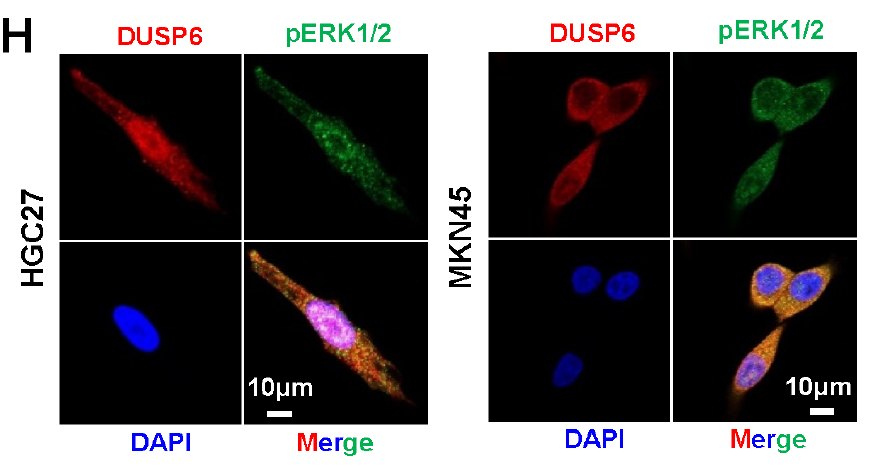 H
DUSP6
pERK1/2
HGC27
10μm
DAPI
Merge
DUSP6
pERK1/2
MKN45
10μm
DAPI
Merge